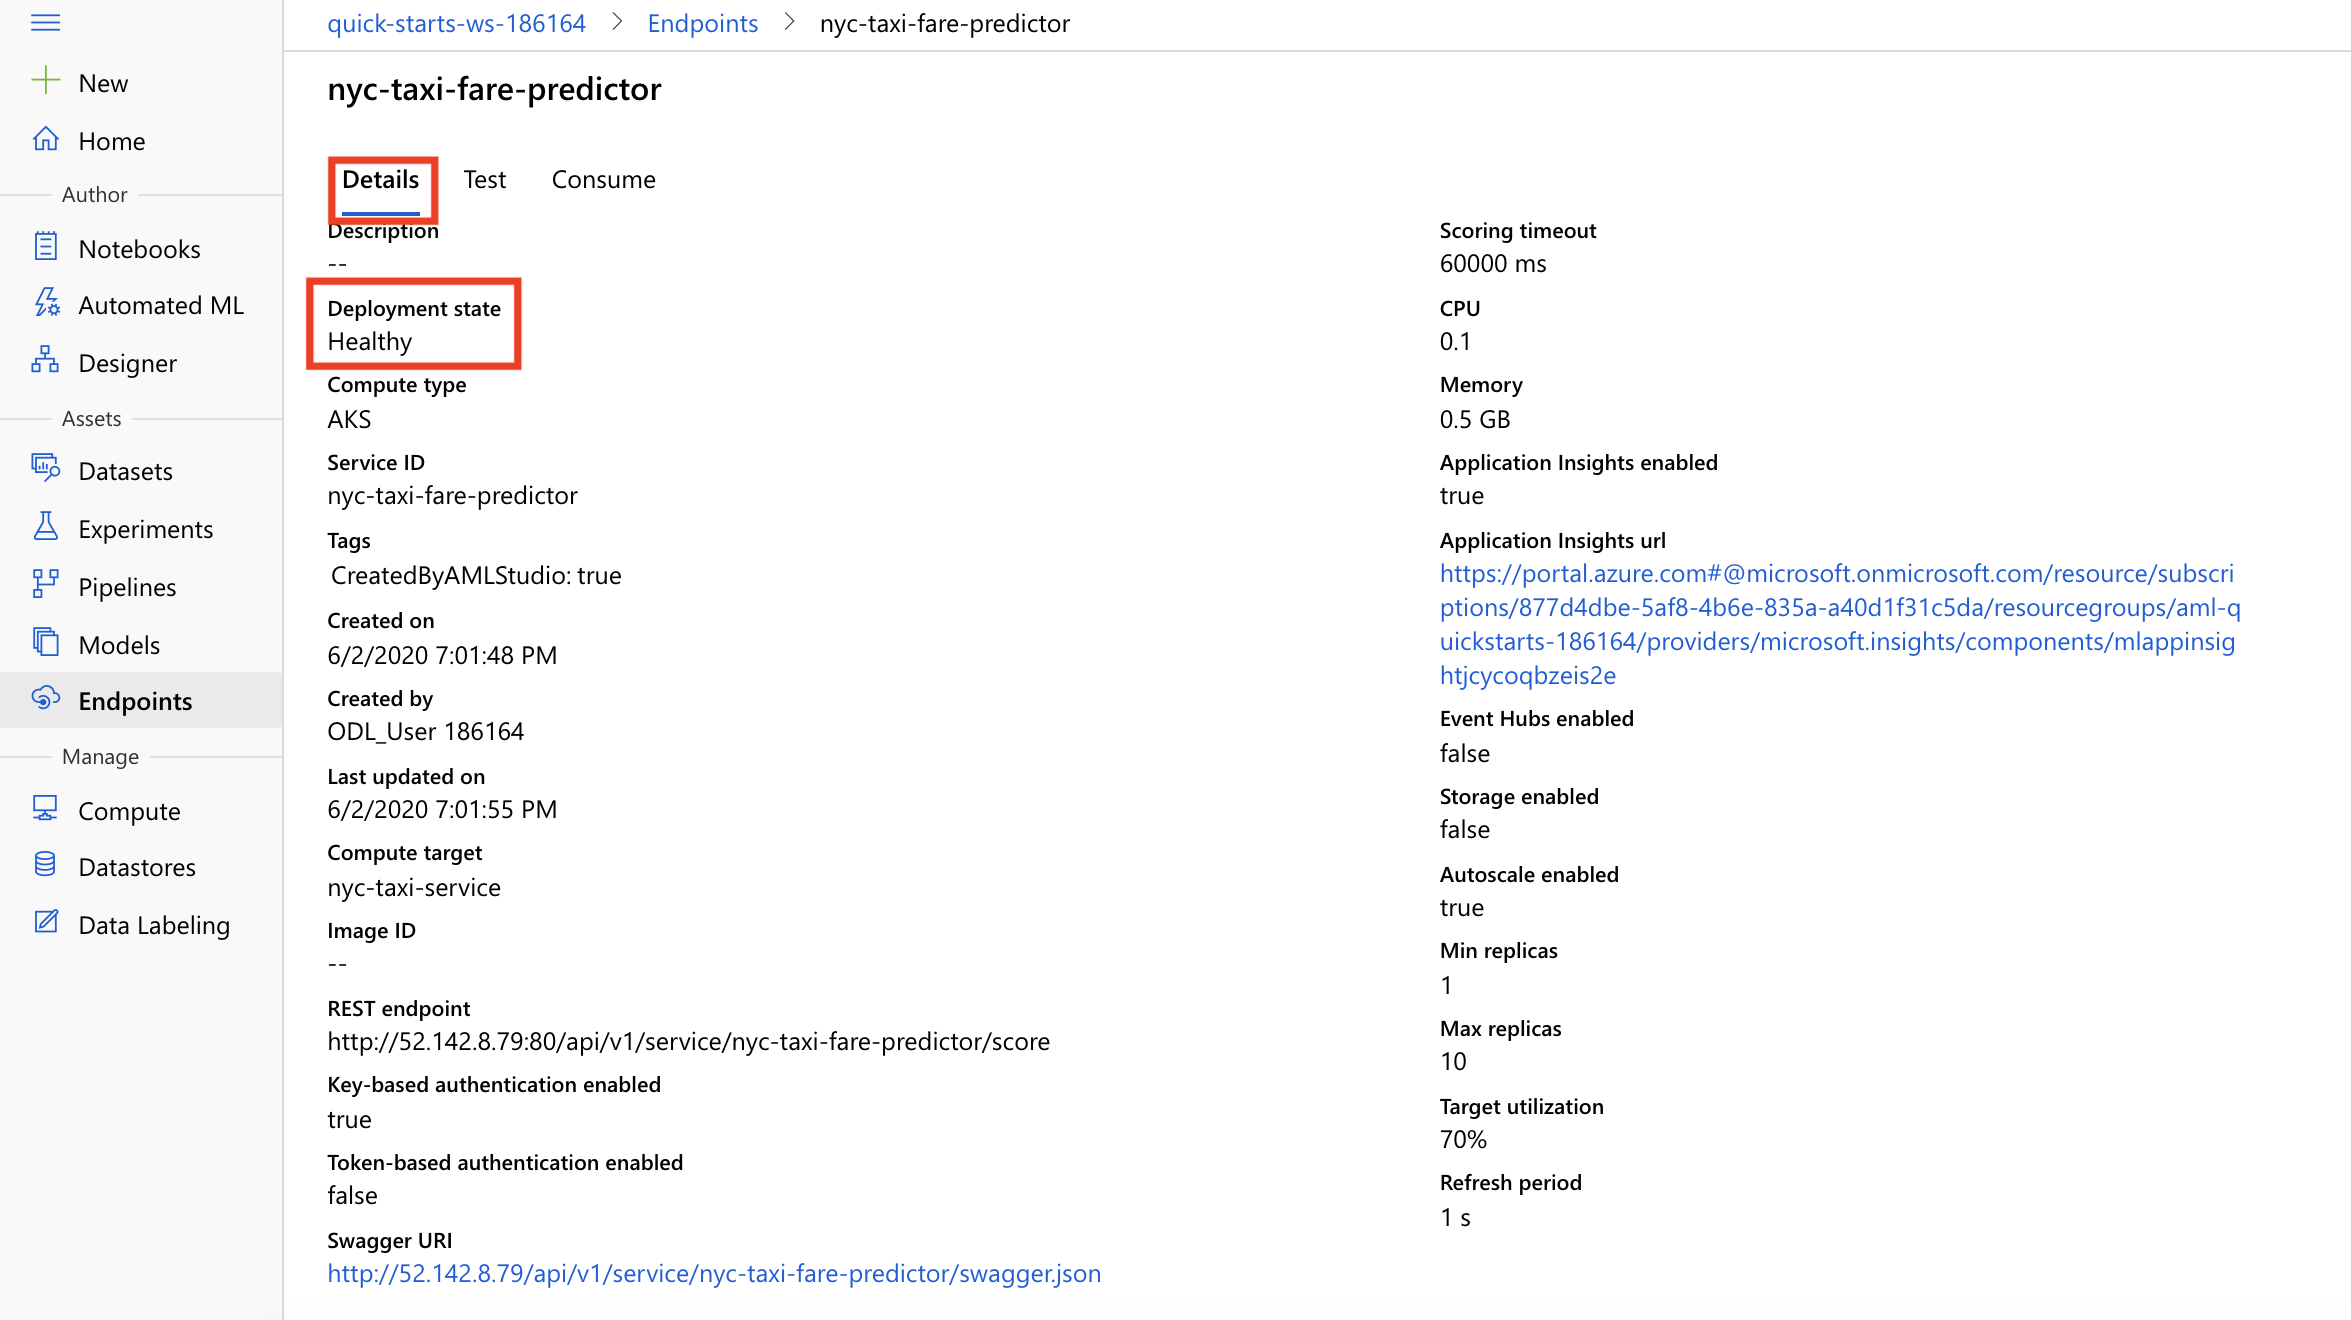 quick-starts-ws-186164 > Endpoints > nyc-taxi-fare-predictor
New
Home
Author
Notebooks
Automated ML
Designer
Assets
Datasets
Experiments
Pipelines
Models
Endpoints
Manage
Compute
Datastores
Data Labeling
nyc-taxi-fare-predictor
Details Test Consume
Description
--
Deployment state
Healthy
Compute type
AKS
Service ID
nyc-taxi-fare-predictor
Tags
CreatedByAMLStudio: true
Created on
6/2/2020 7:01:48 PM
Created by
ODL_User 186164
Last updated on
6/2/2020 7:01:55 PM
Compute target
nyc-taxi-service
Image ID
--
REST endpoint
http://52.142.8.79:80/api/v1/service/nyc-taxi-fare-predictor/score
Key-based authentication enabled
true
Token-based authentication enabled
false
Swagger URI
http://52.142.8.79/api/v1/service/nyc-taxi-fare-predictor/swagger.json
Scoring timeout
60000 ms
CPU
0.1
Memory
0.5 GB
Application Insights enabled
true
Application Insights url
https://portal.azure.com#@microsoft.onmicrosoft.com/resource/subscri
ptions/877d4dbe-5af8-4b6e-835a-a40d1f31c5da/resourcegroups/aml-q
uickstarts-186164/providers/microsoft.insights/components/mlappinsig
htjcycoqbzeis2e
Event Hubs enabled
false
Storage enabled
false
Autoscale enabled
true
Min replicas
1
Max replicas
10
Target utilization
70%
Refresh period
1 s